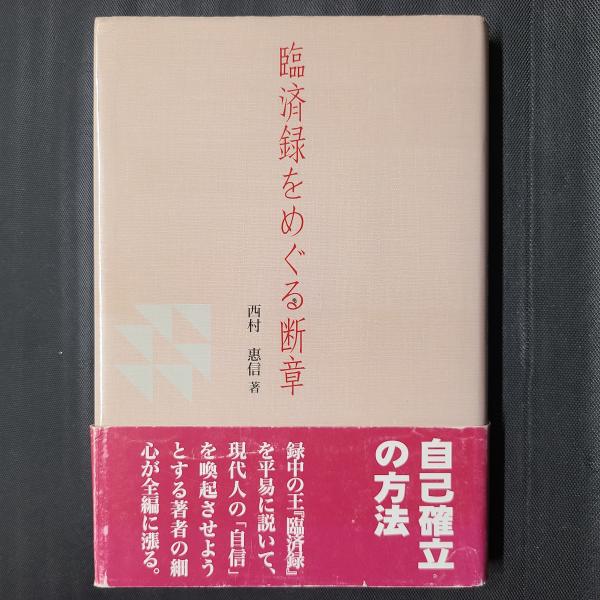 臨済録をめぐる断章
西村 惠信 著
自己確立
の方法
録中の王『臨済録』
を平易に説いて、
現代人の「自信」
を喚起させよう
とする著者の細
心が全編に漲る。